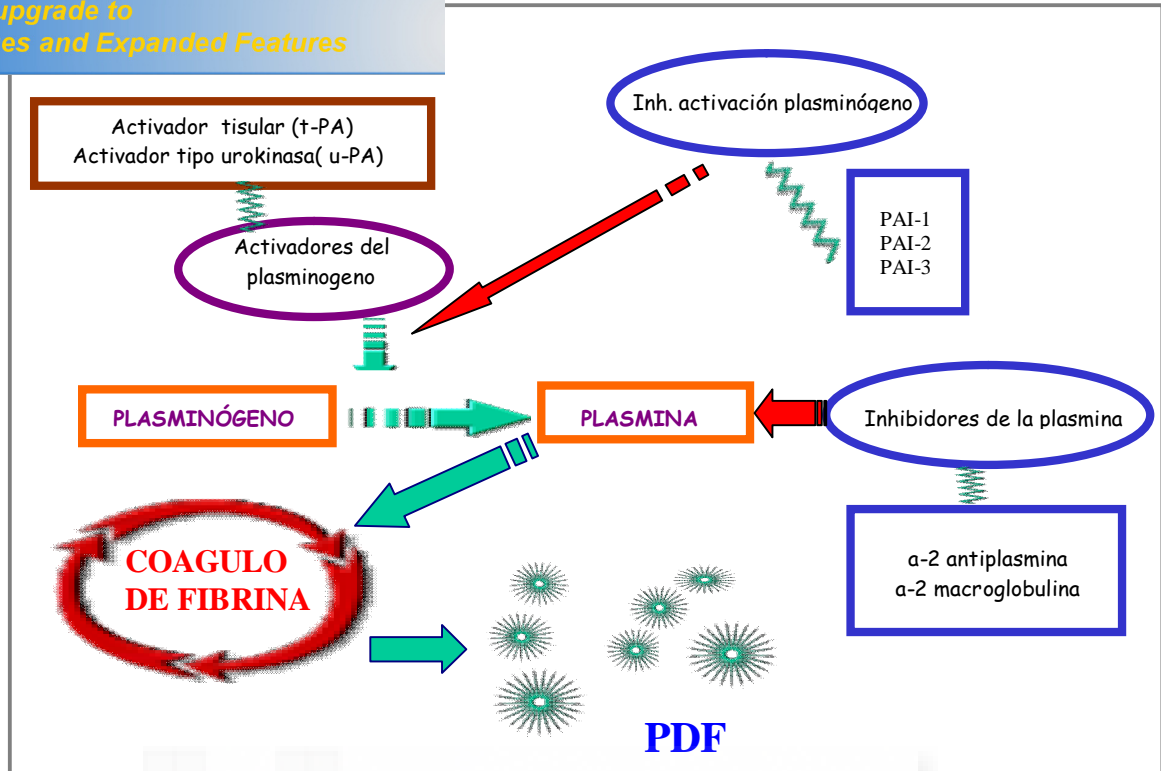 upgrade to
es and Expanded Features
Activador tisular (t-PA)
Activador tipo urokinasa( u-PA)
Inh. activación plasminógeno
PAI-1
PAI-2
PAI-3
Activadores del
plasminogeno
PLASMINÓGENO
PLASMINA
Inhibidores de la plasmina
COAGULO
DE FIBRINA
a-2 antiplasmina
a-2 macroglobulina
PDF